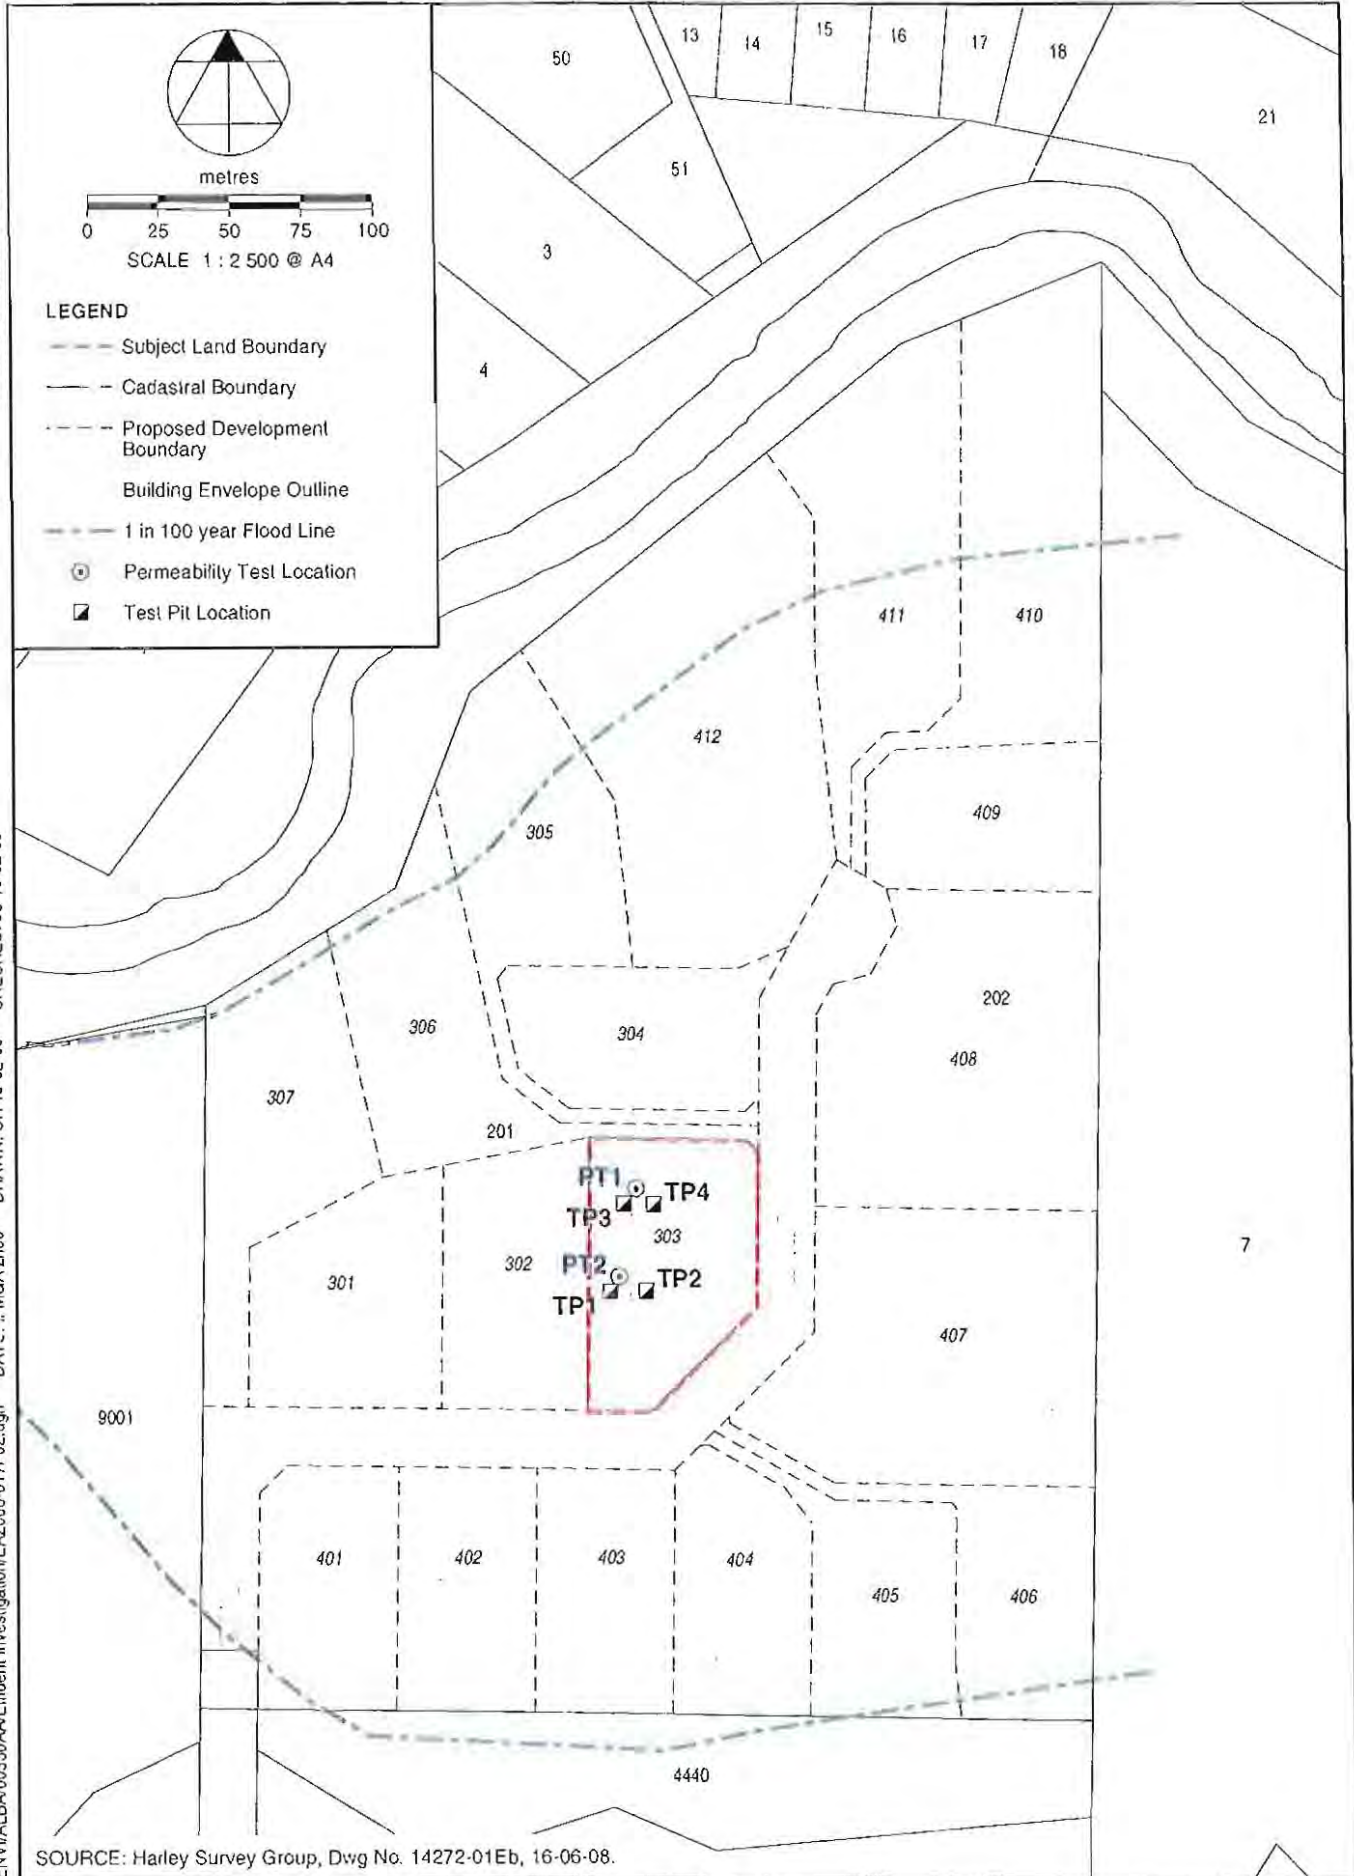 metres
0 25 50 75 100
SCALE 1 : 2 500 @ A4
LEGEND
Subject Land Boundary
Cadastral Boundary
Proposed Development
Boundary
Building Envelope Outline
1 in 100 year Flood Line
Permeability Test Location
Test Pit Location
50
13
14
15
16
17
18
21
51
3
4
411
410
412
409
305
202
306
304
408
307
201
PT1
TP4
TP3
303
7
302
PT2
TP2
301
TP1
407
9001
401
402
403
404
405
406
4440
SOURCE: Harley Survey Group, Dwg No. 14272-01Eb, 16-06-08.